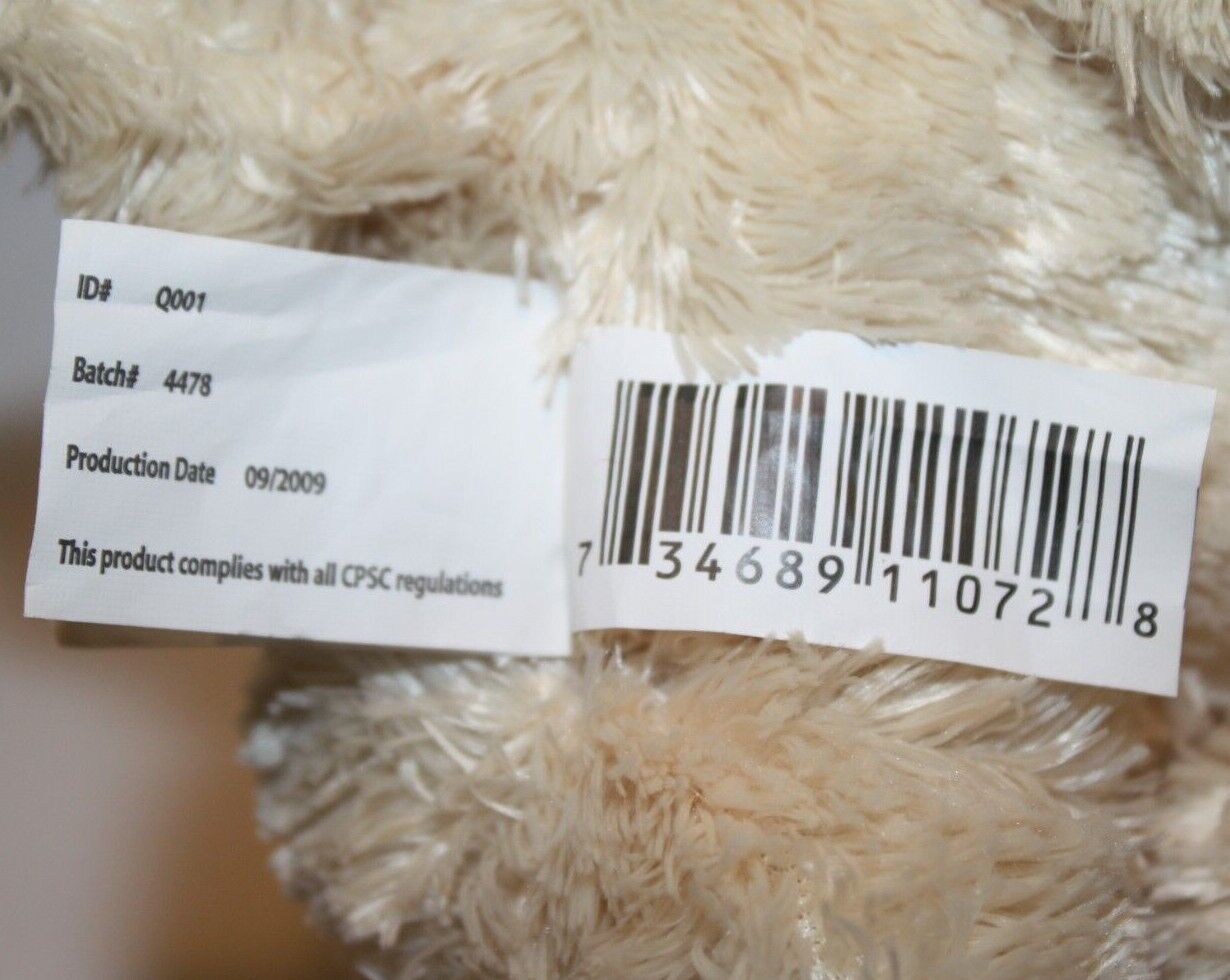 ID# Q001
Batch# 4478
Production Date 09/2009
This product complies with all CPSC regulations
7 34689 11072 8